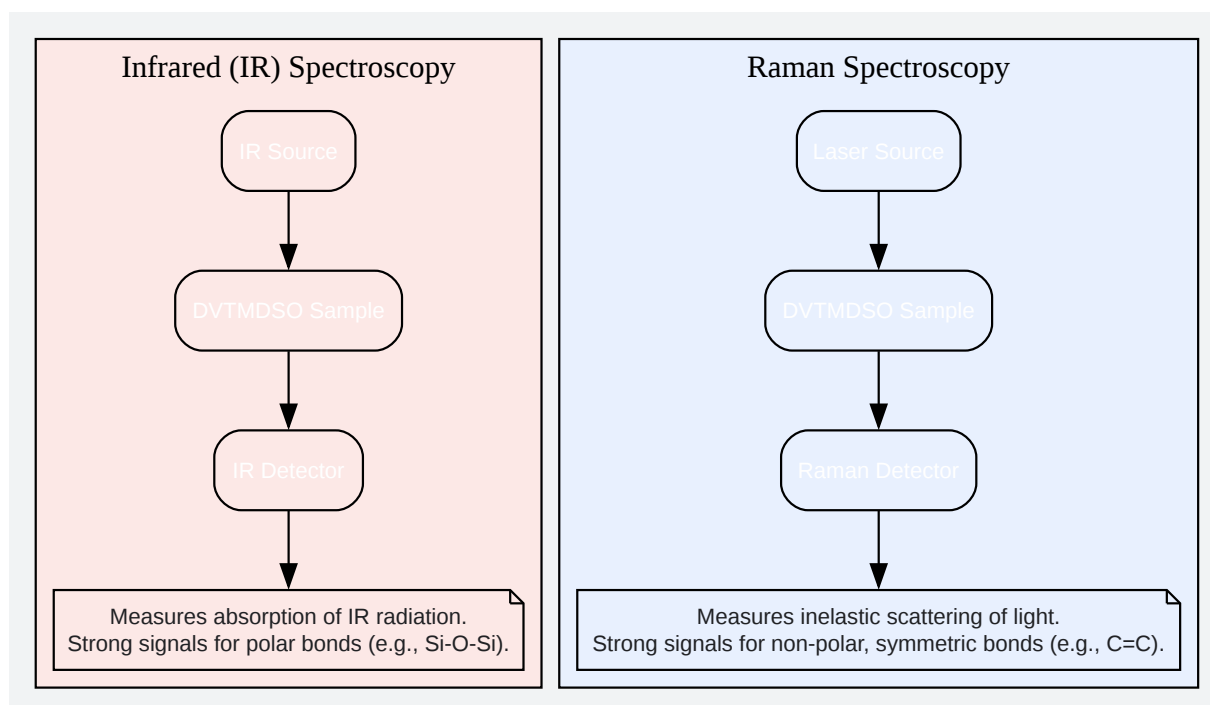 Infrared (IR) Spectroscopy
IR Source
DVTMDSO Sample
IR Detector
Measures absorption of IR radiation.
Strong signals for polar bonds (e.g., Si-O-Si).
Raman Spectroscopy
Laser Source
DVTMDSO Sample
Raman Detector
Measures inelastic scattering of light.
Strong signals for non-polar, symmetric bonds (e.g., C=C).